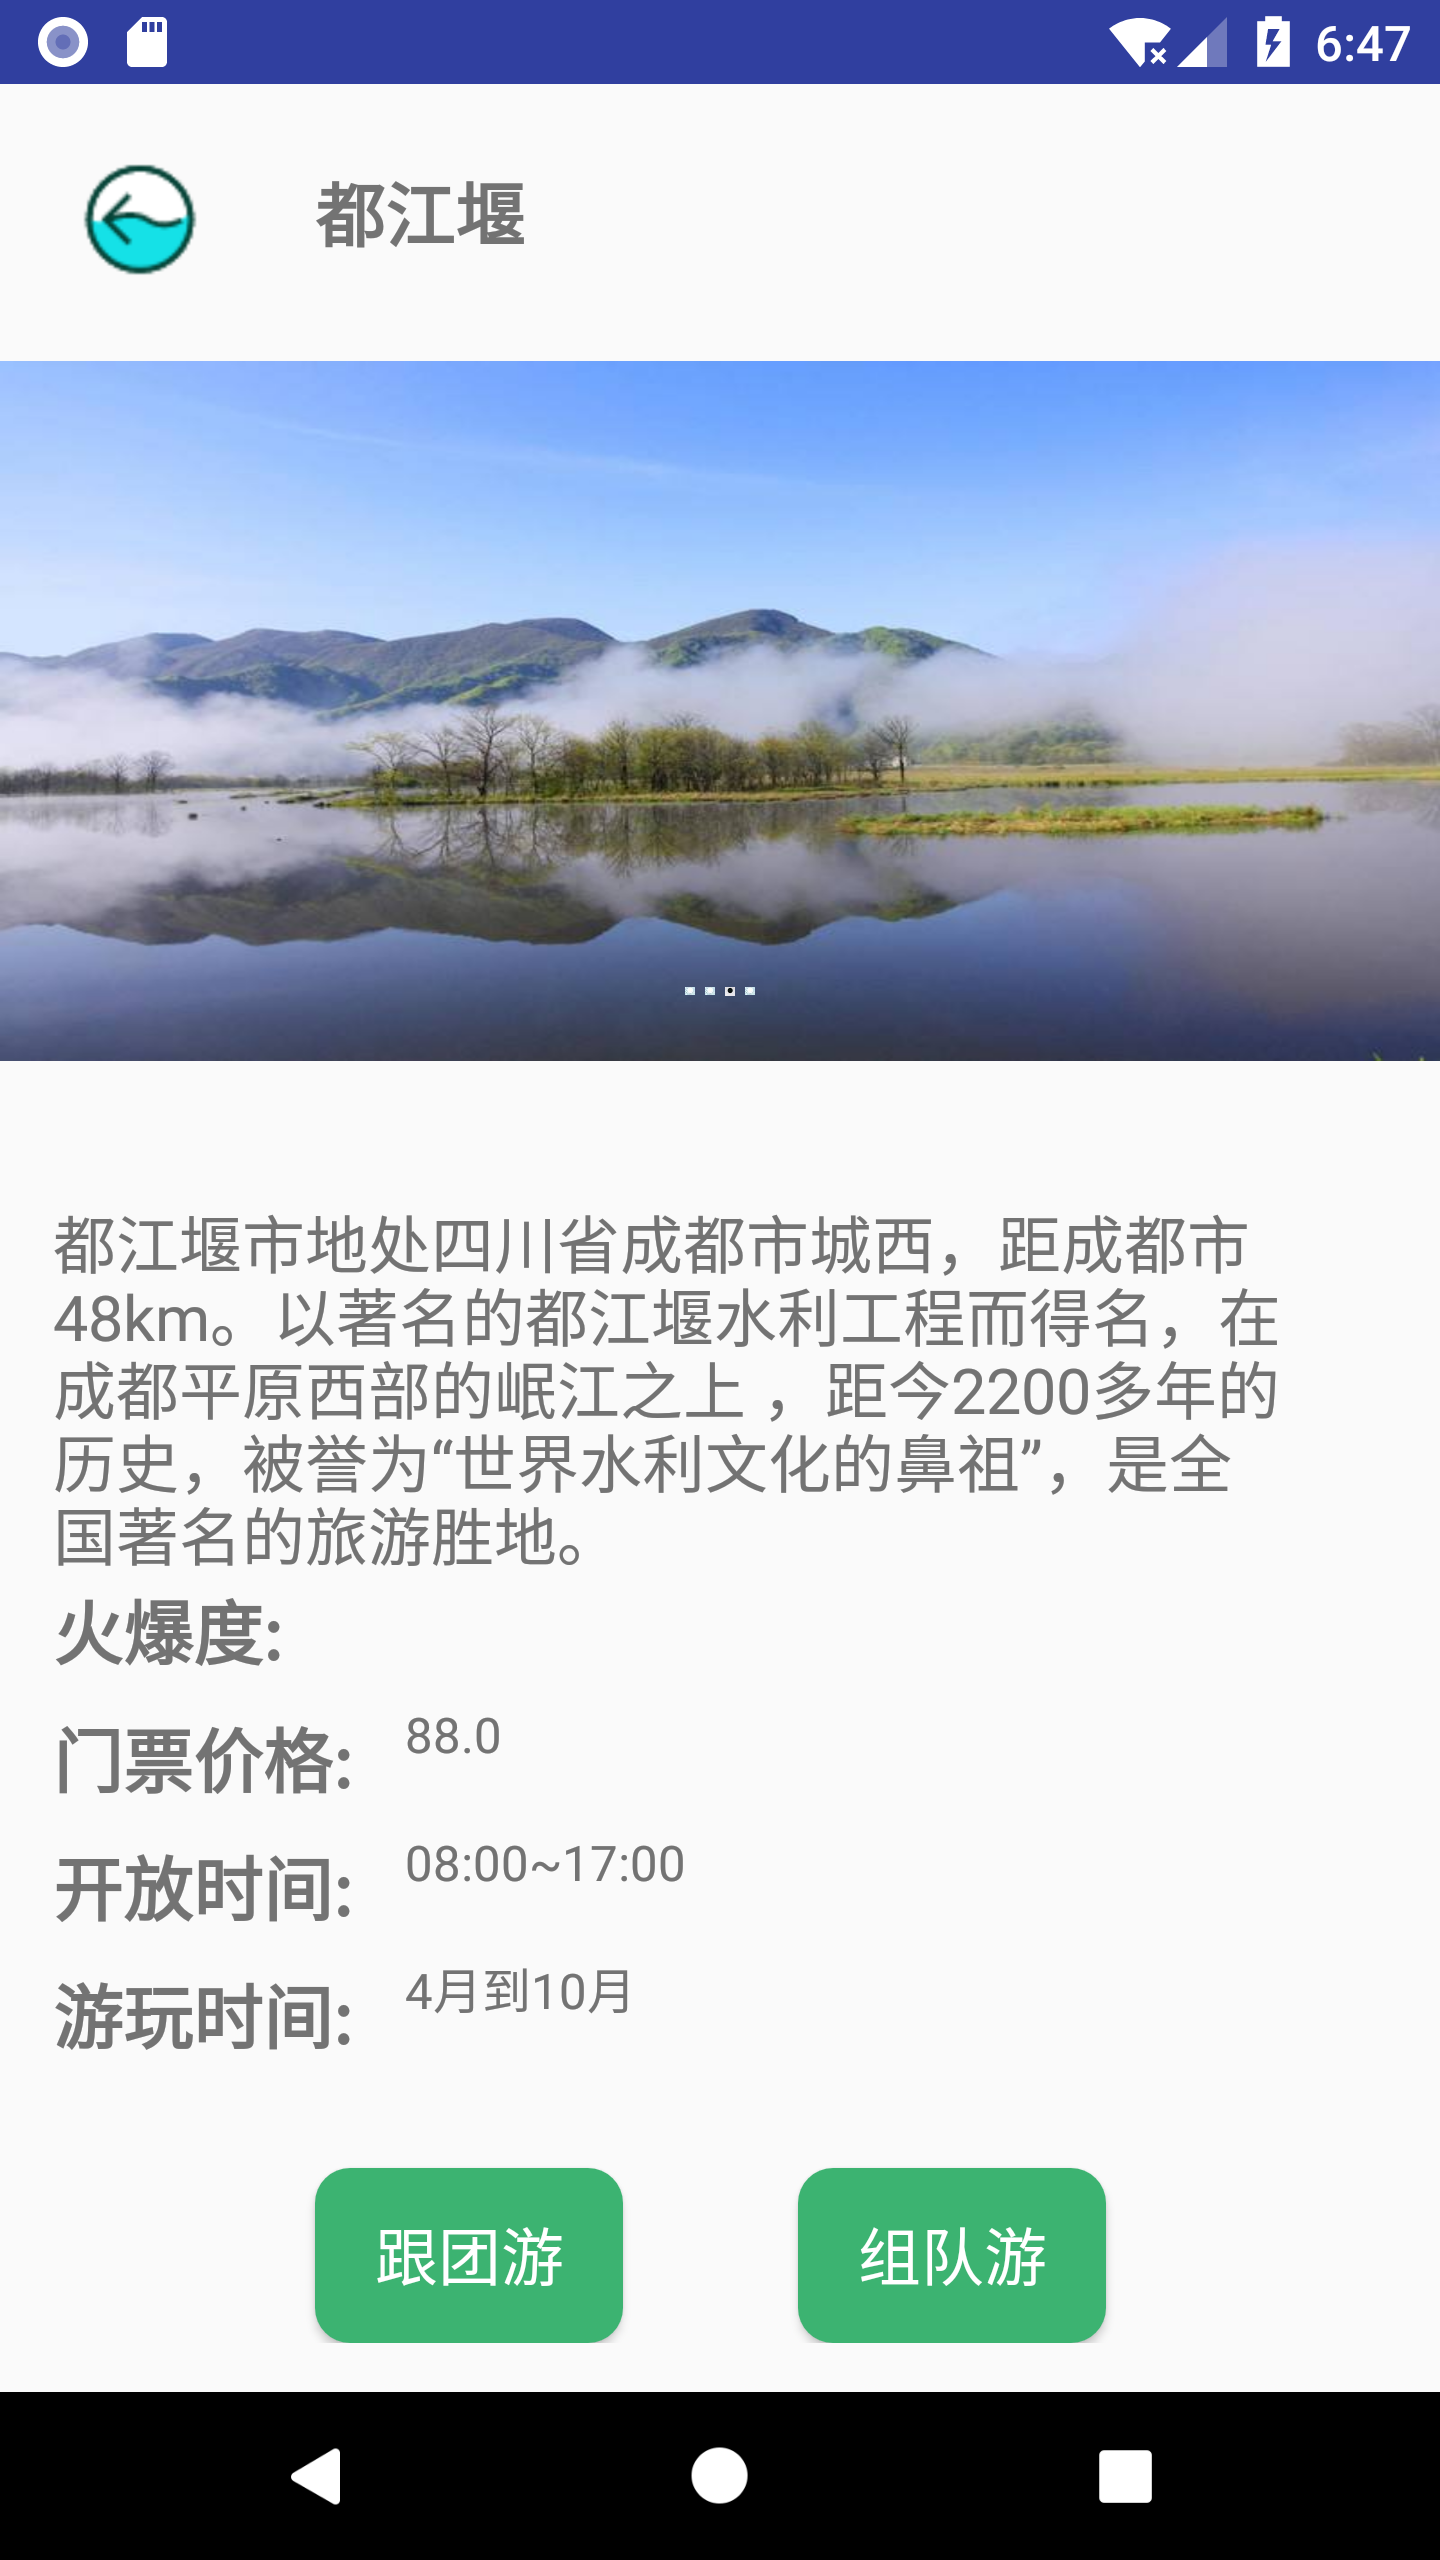 6:47
都江堰
都江堰市地处四川省成都市城西，距成都市
48km。以著名的都江堰水利工程而得名，在
成都平原西部的岷江之上 ，距今2200多年的
历史，被誉为“世界水利文化的鼻祖”，是全
国著名的旅游胜地。
火爆度:
门票价格: 88.0
开放时间: 08:00~17:00
游玩时间: 4月到10月
跟团游 组队游